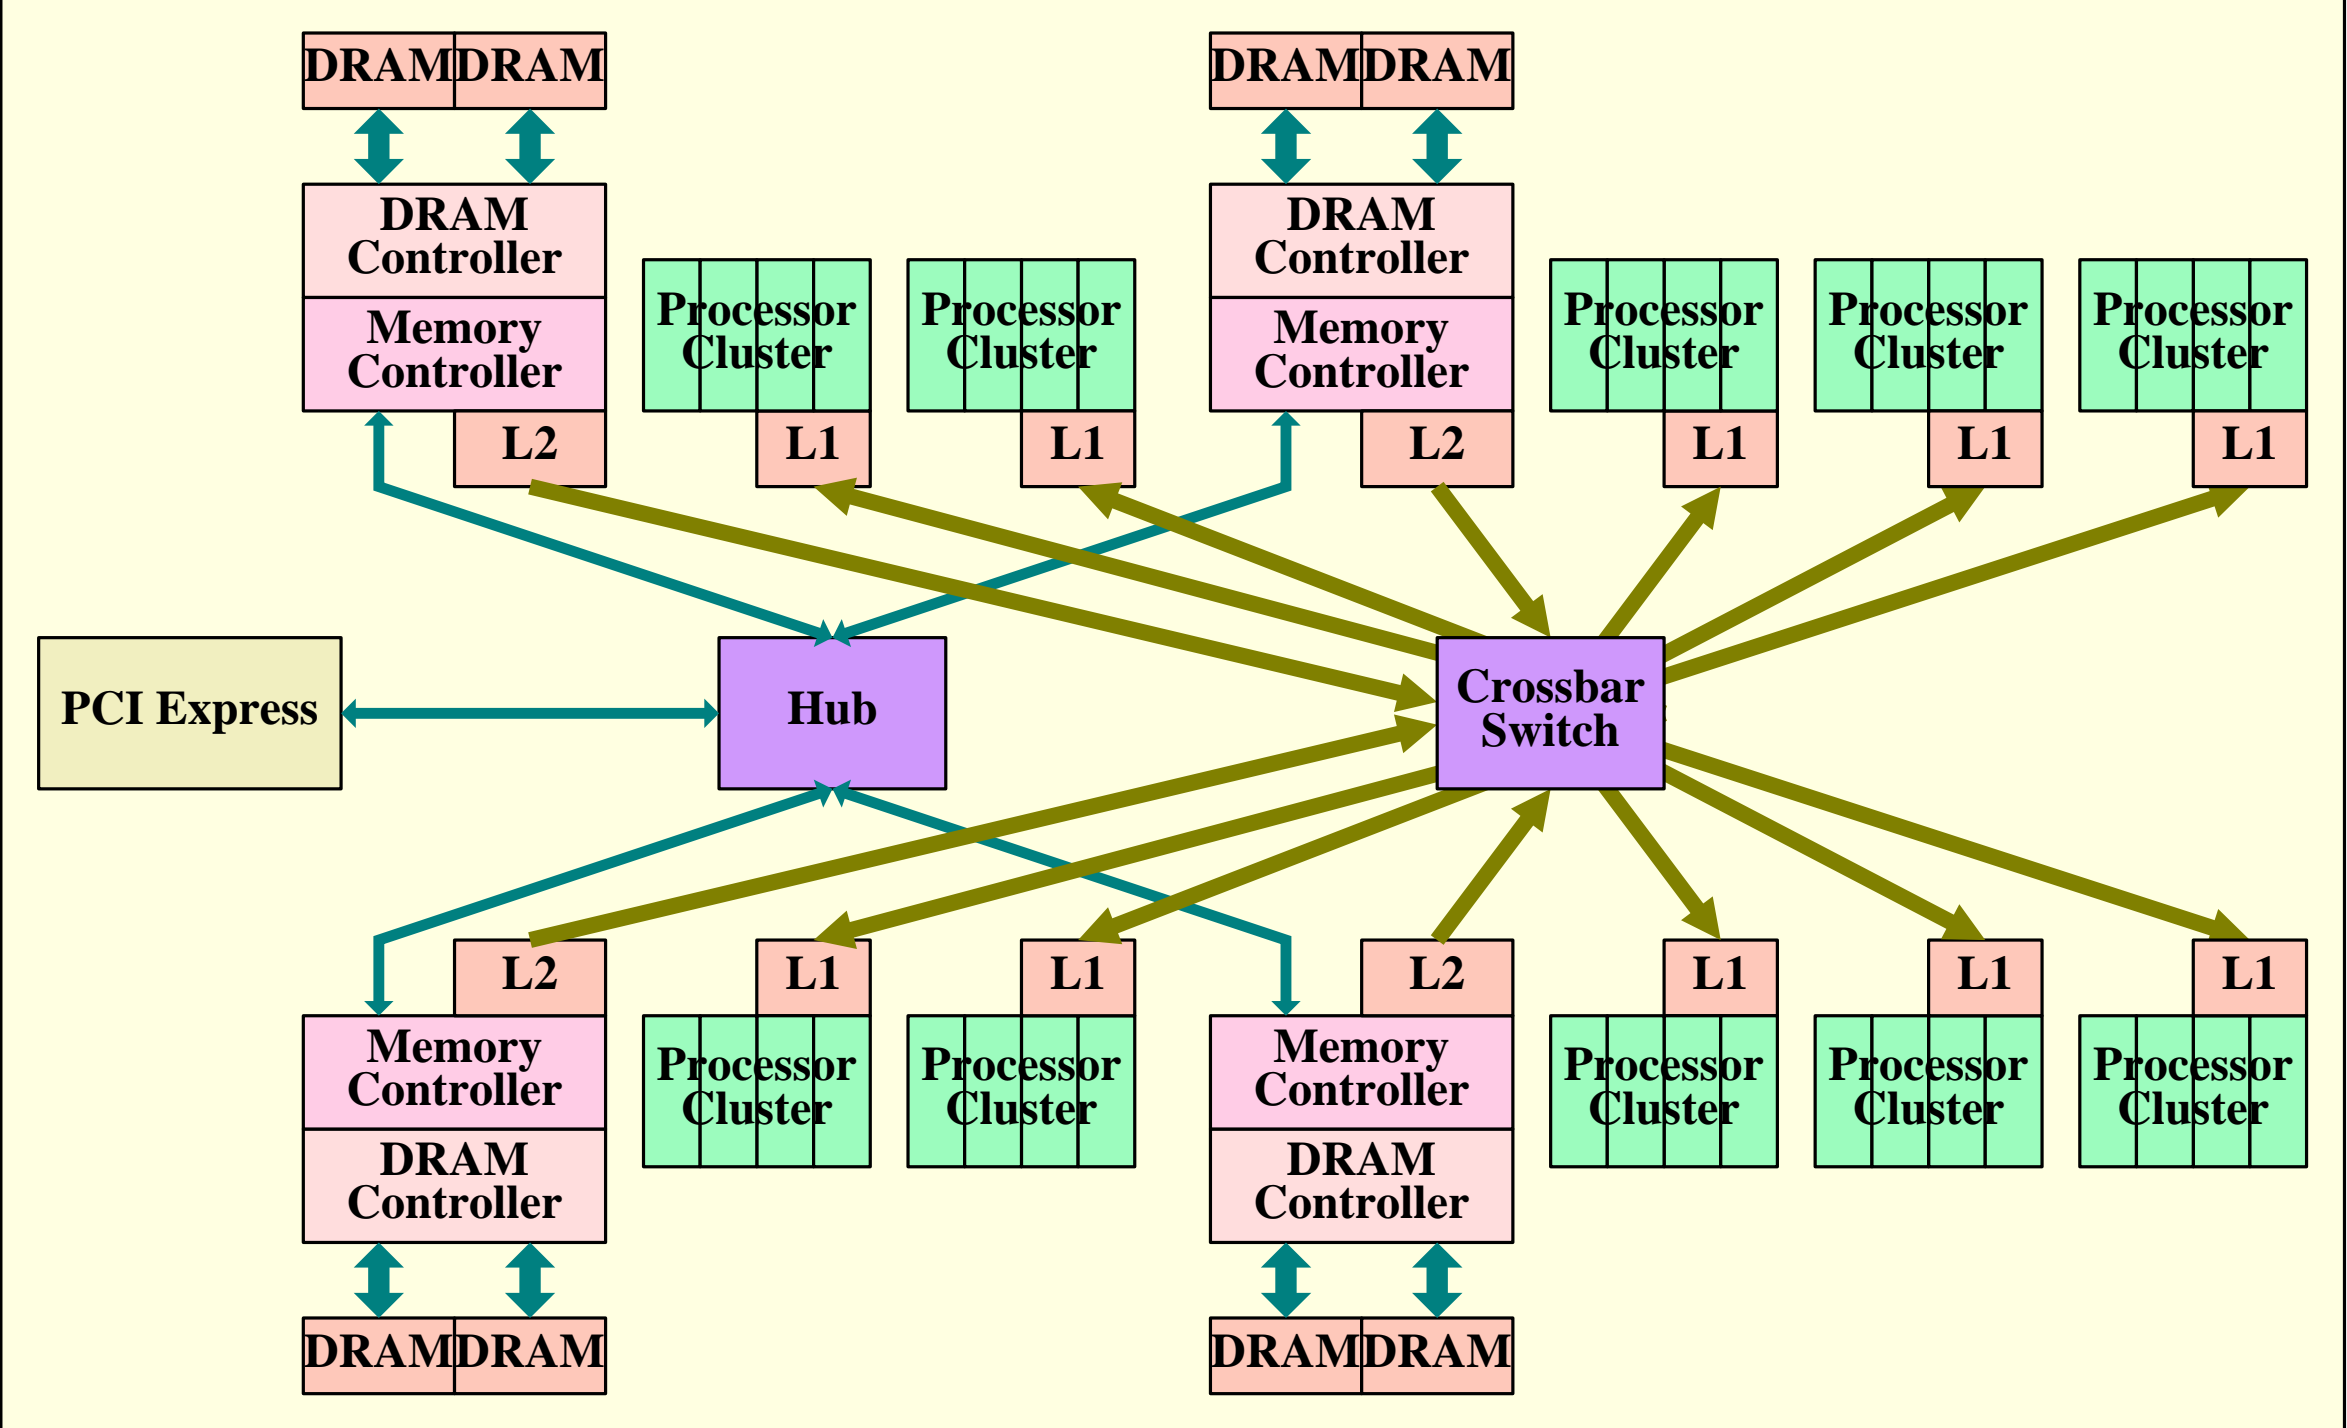 DRAM DRAM DRAM DRAM
DRAM
Controller
Memory
Controller
L2
Processor
Cluster
L1
Processor
Cluster
L1
DRAM
Controller
Memory
Controller
L2
Processor
Cluster
L1
Processor
Cluster
L1
Processor
Cluster
L1
PCI Express
Hub
Crossbar
Switch
L2
Memory
Controller
DRAM
Controller
L1
Processor
Cluster
L1
Processor
Cluster
L2
Memory
Controller
DRAM
Controller
L1
Processor
Cluster
L1
Processor
Cluster
L1
Processor
Cluster
DRAM DRAM DRAM DRAM